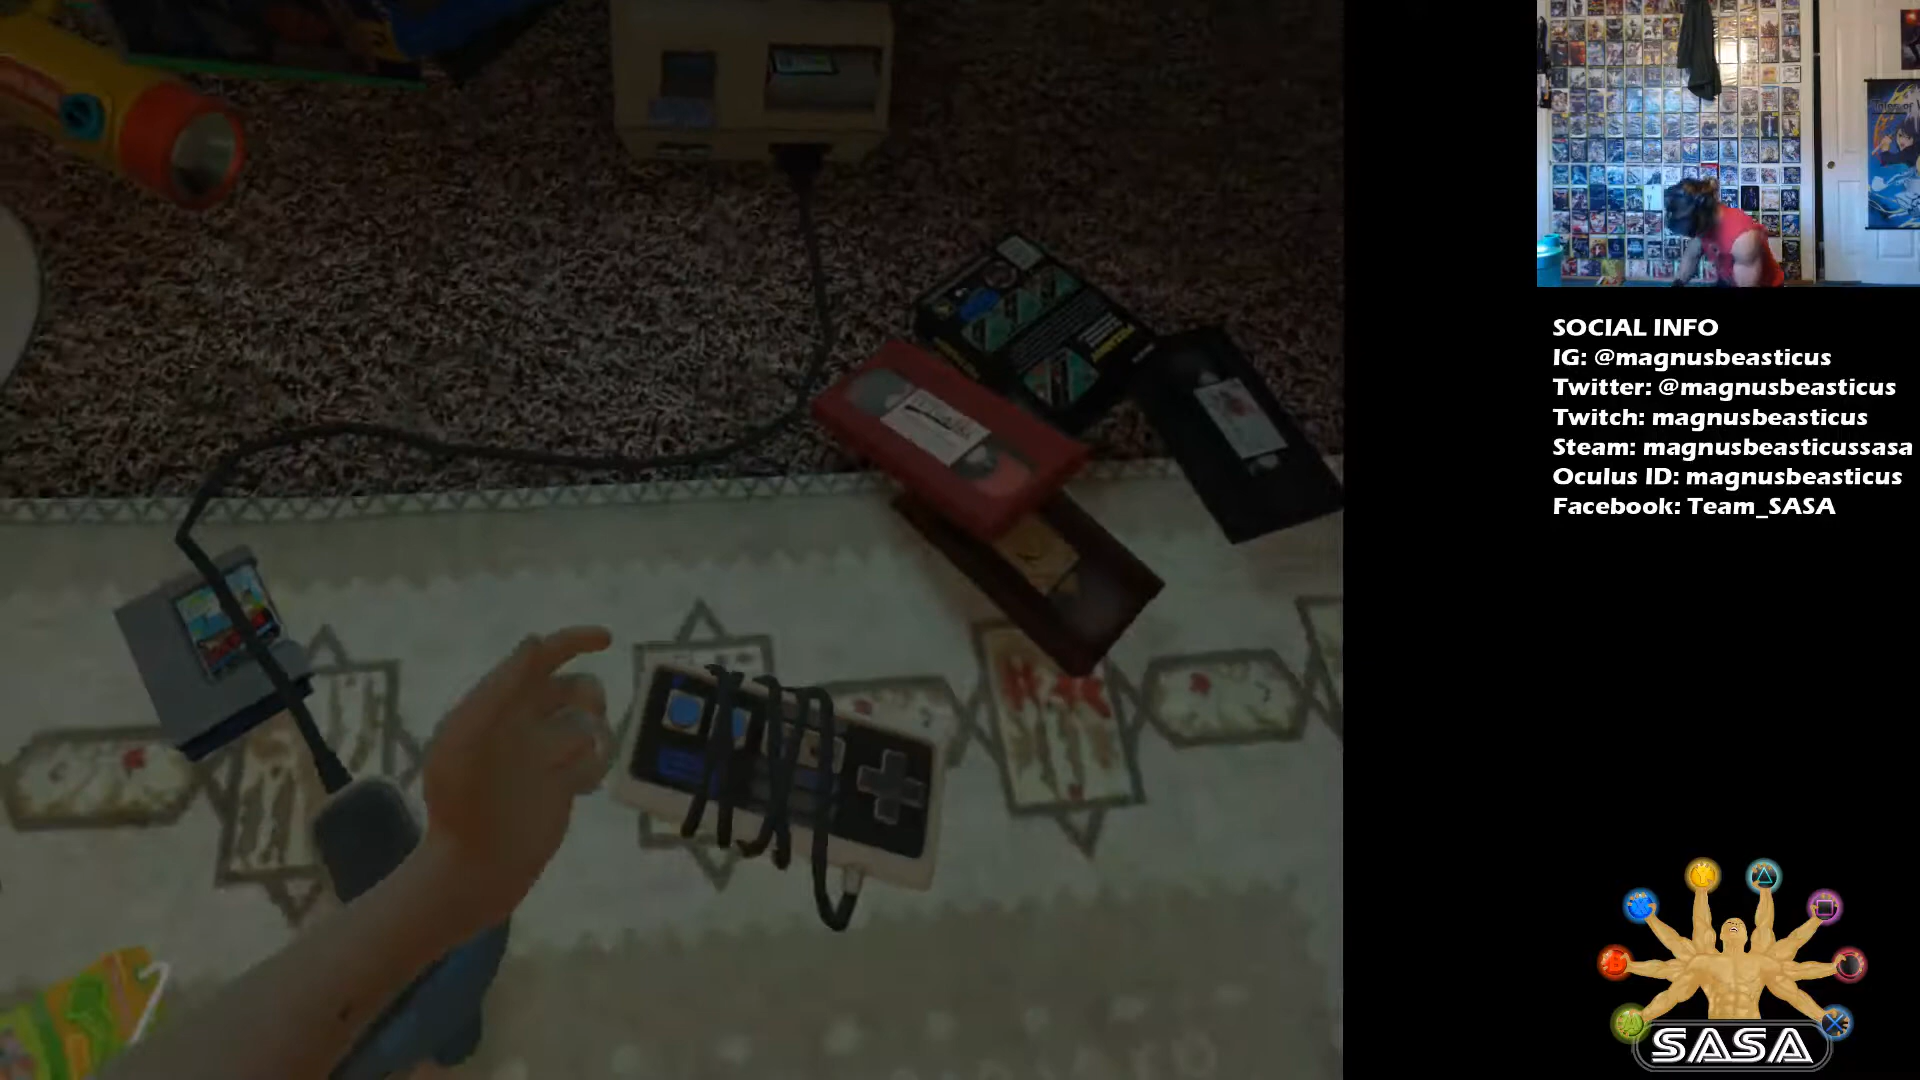 SOCIAL INFO
IG: @magnusbeasticus
Twitter: @magnusbeasticus
Twitch: magnusbeasticus
Steam: magnusbeasticussasa
Oculus ID: magnusbeasticus
Facebook: Team_SASA
SASA